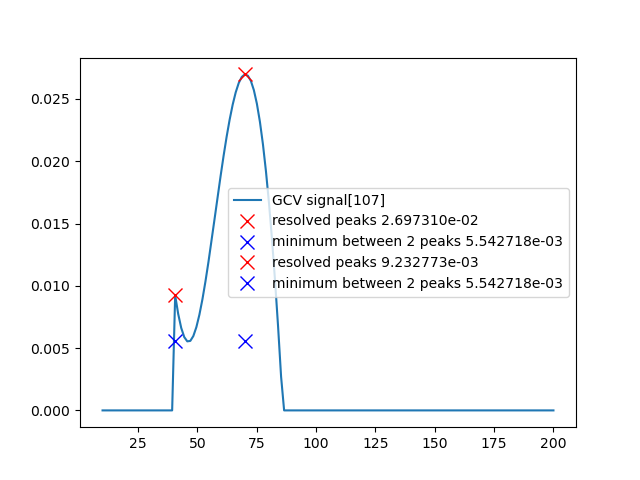 0.025
0.020
0.015
0.010
0.005
0.000
GCV signal[107]
resolved peaks 2.697310e-02
minimum between 2 peaks 5.542718e-03
resolved peaks 9.232773e-03
minimum between 2 peaks 5.542718e-03
25 50 75 100 125 150 175 200